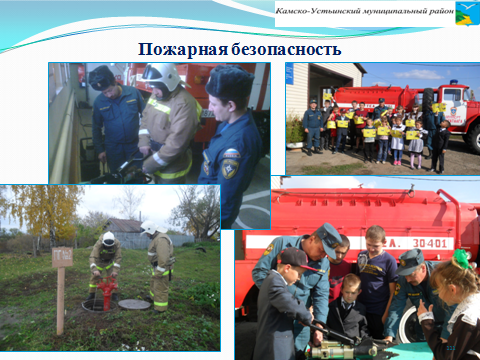 Камско-Устьинский муниципальный район
Пожарная безопасность
А. 30401